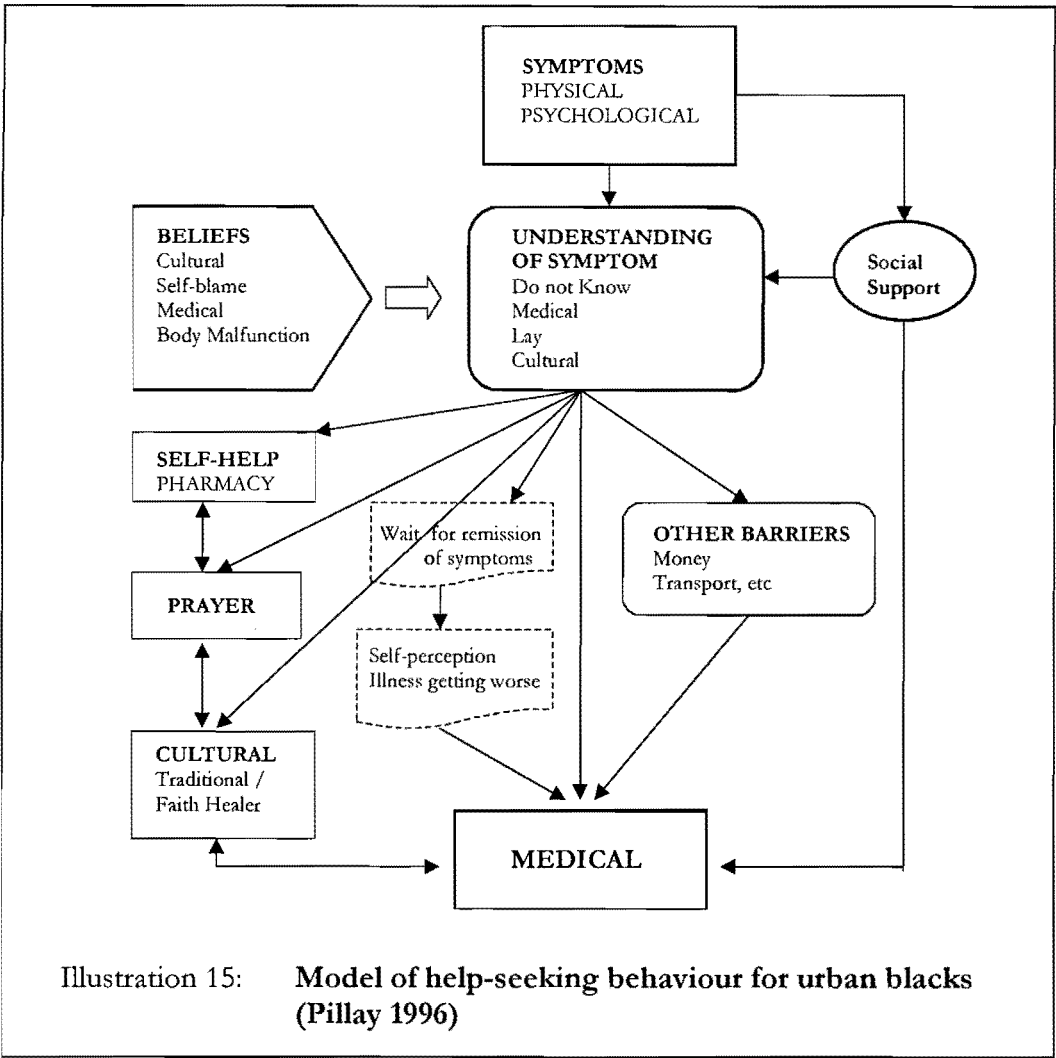 SYMPTOMS
PHYSICAL
PSYCHOLOGICAL
BELIEFS
Cultural
Self-blame
Medical
Body Malfunction
UNDERSTANDING
OF SYMPTOM
Do not Know
Medical
Lay
Cultural
Social
Support
SELF-HELP
PHARMACY
Wait for remission
of symptoms
OTHER BARRIERS
Money
Transport, etc
PRAYER
Self-perception
Illness getting worse
CULTURAL
Traditional /
Faith Healer
MEDICAL
Illustration 15: Model of help-seeking behaviour for urban blacks
(Pillay 1996)